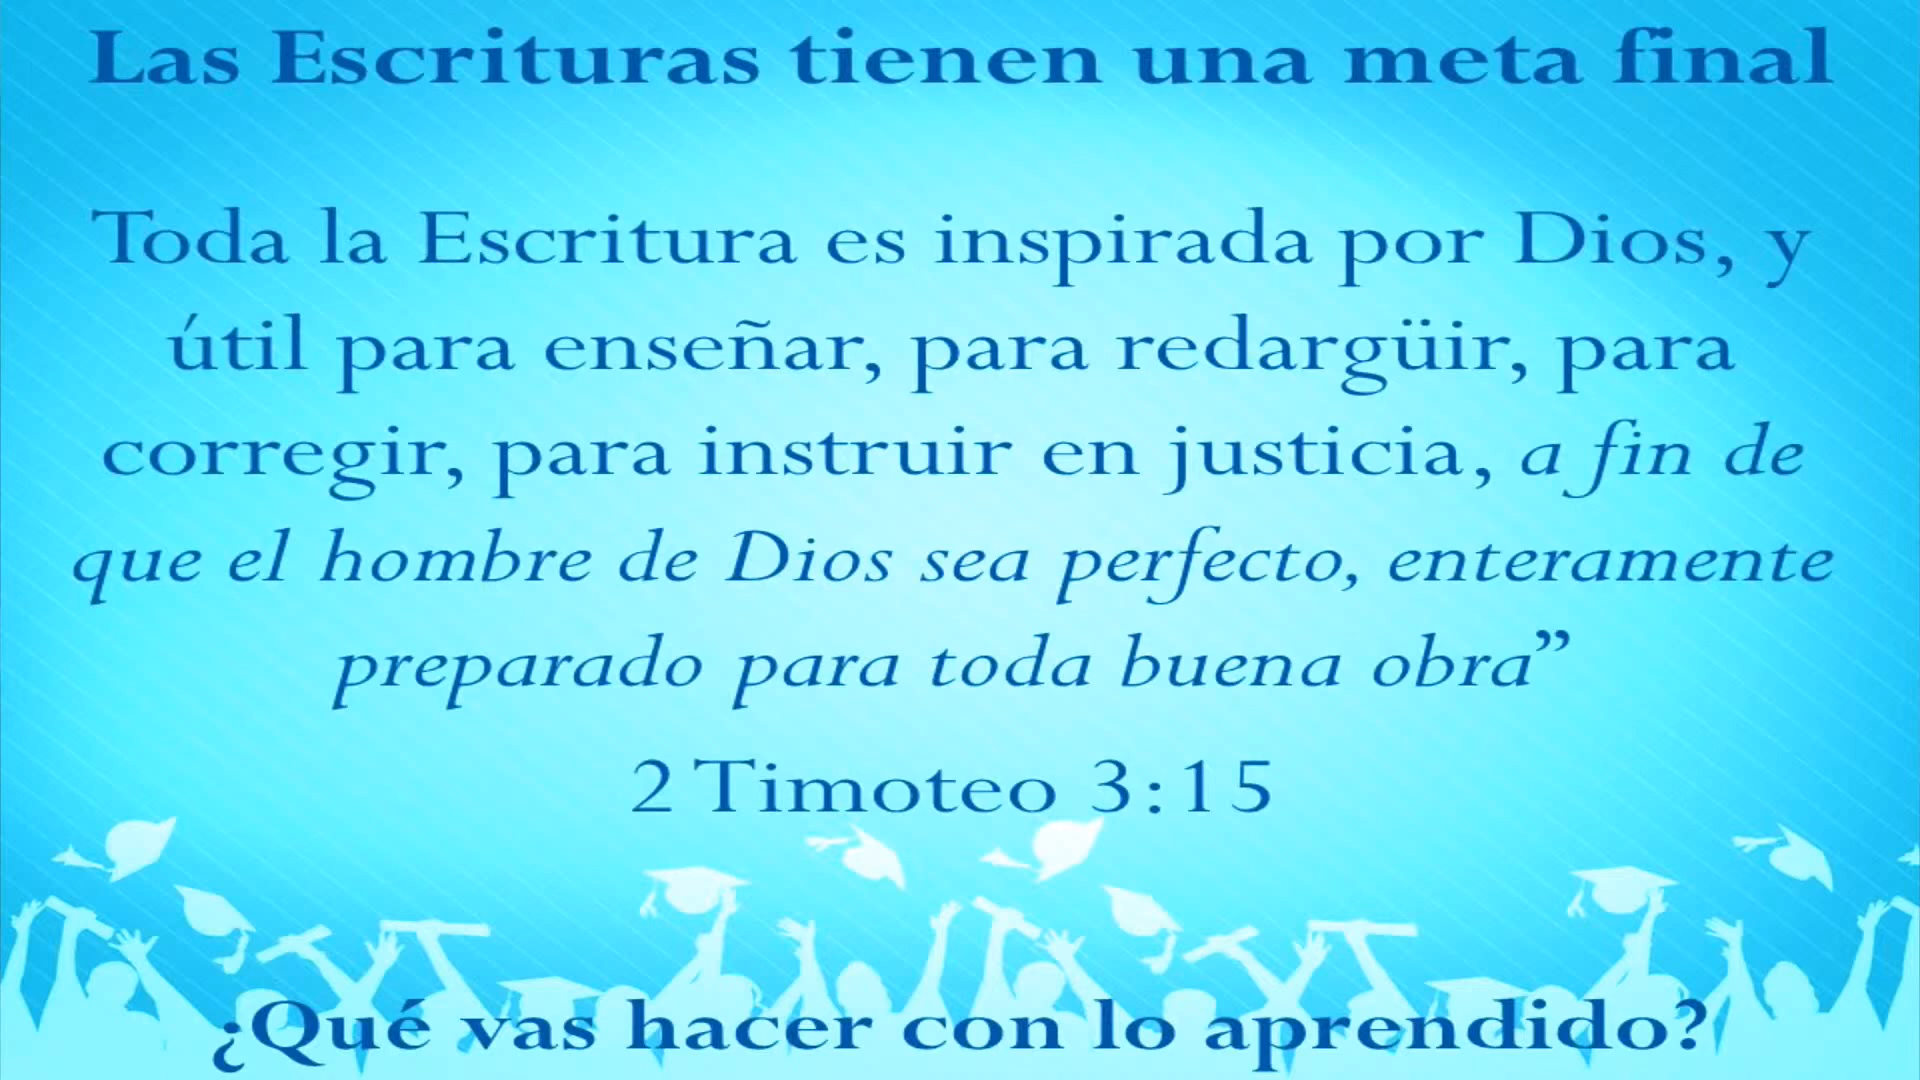 Las Escrituras tienen una meta final
Toda la Escritura es inspirada por Dios, y
útil para enseñar, para redargüir, para
corregir, para instruir en justicia, a fin de
que el hombre de Dios sea perfecto, enteramente
preparado para toda buena obra”
2 Timoteo 3:15
¿Qué vas hacer con lo aprendido?